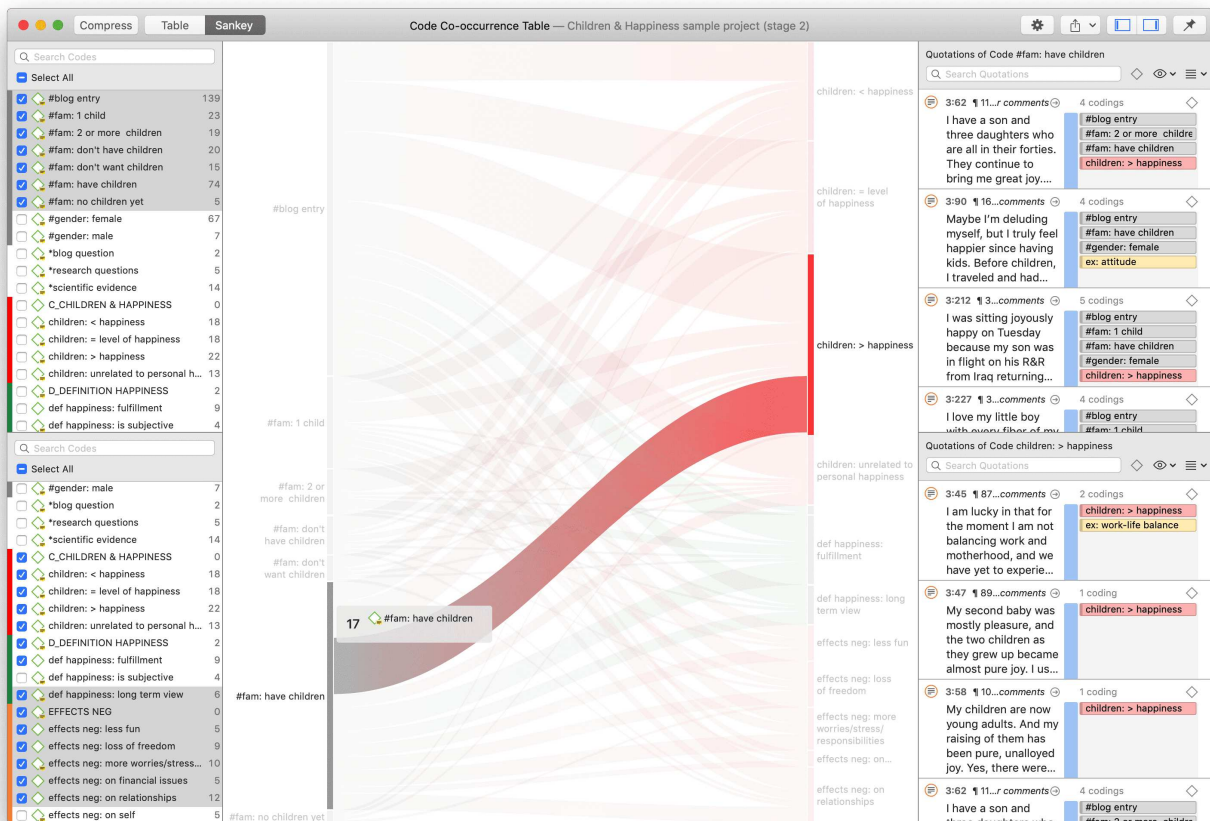 Compress Table Sankey
Code Co-occurrence Table — Children & Happiness sample project (stage 2)
Search Codes
Select All
#blog entry 139
#fam: 1 child 23
#fam: 2 or more children 19
#fam: don't have children 20
#fam: don't want children 15
#fam: have children 74
#fam: no children yet 5
#gender: female 67
#gender: male 7
*blog question 2
*research questions 5
*scientific evidence 14
C_CHILDREN & HAPPINESS 0
children: < happiness 18
children: = level of happiness 18
children: > happiness 22
children: unrelated to personal h... 13
D_DEFINITION HAPPINESS 2
def happiness: fulfillment 9
def happiness: is subjective 4
Search Codes
Select All
#gender: male 7
*blog question 2
*research questions 5
*scientific evidence 14
C_CHILDREN & HAPPINESS 0
children: < happiness 18
children: = level of happiness 18
children: > happiness 22
children: unrelated to personal h... 13
D_DEFINITION HAPPINESS 2
def happiness: fulfillment 9
def happiness: is subjective 4
def happiness: long term view 6
EFFECTS NEG 0
effects neg: less fun 5
effects neg: loss of freedom 9
effects neg: more worries/stress... 10
effects neg: on financial issues 5
effects neg: on relationships 12
effects neg: on self 5
#blog entry
#fam: 1 child
#fam: 2 or
more children
#fam: don't
have children
#fam: don't
want children
#fam: have children
#fam: no children yet
17 #fam: have children
children: < happiness
children: = level
of happiness
children: > happiness
children: unrelated to
personal happiness
def happiness:
fulfillment
def happiness: long
term view
effects neg: less fun
effects neg: loss
of freedom
effects neg: more
worries/stress/
responsibilities
effects neg: on...
effects neg: on
relationships
Quotations of Code #fam: have children
Search Quotations
3:62 ¶ 11...r comments 4 codings
I have a son and
three daughters who
are all in their forties.
They continue to
bring me great joy....
#blog entry
#fam: 2 or more childre
#fam: have children
children: > happiness
3:90 ¶ 16...comments 4 codings
Maybe I'm deluding
myself, but I truly feel
happier since having
kids. Before children,
I traveled and had...
#blog entry
#fam: have children
#gender: female
ex: attitude
3:212 ¶ 3...comments 5 codings
I was sitting joyously
happy on Tuesday
because my son was
in flight on his R&R
from Iraq returning...
#blog entry
#fam: 1 child
#fam: have children
#gender: female
children: > happiness
3:227 ¶ 3...comments 4 codings
I love my little boy
with every fiber of my
#blog entry
#fam: 1 child
Quotations of Code children: > happiness
Search Quotations
3:45 ¶ 87...comments 2 codings
I am lucky in that for
the moment I am not
balancing work and
motherhood, and we
have yet to experie...
children: > happiness
ex: work-life balance
3:47 ¶ 89...comments 1 coding
My second baby was
mostly pleasure, and
the two children as
they grew up became
almost pure joy. I us...
children: > happiness
3:58 ¶ 10...comments 1 coding
My children are now
young adults. And my
raising of them has
been pure, unalloyed
joy. Yes, there were...
children: > happiness
3:62 ¶ 11...r comments 4 codings
I have a son and
three daughters who
#blog entry
#fam: 2 or more childre